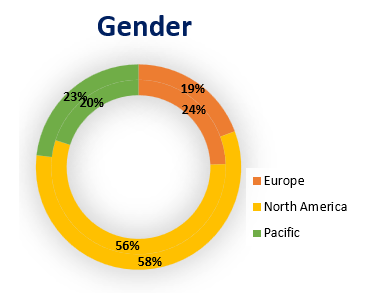 Gender
19%
23%
20%
24%
Europe
North America
Pacific
56%
58%